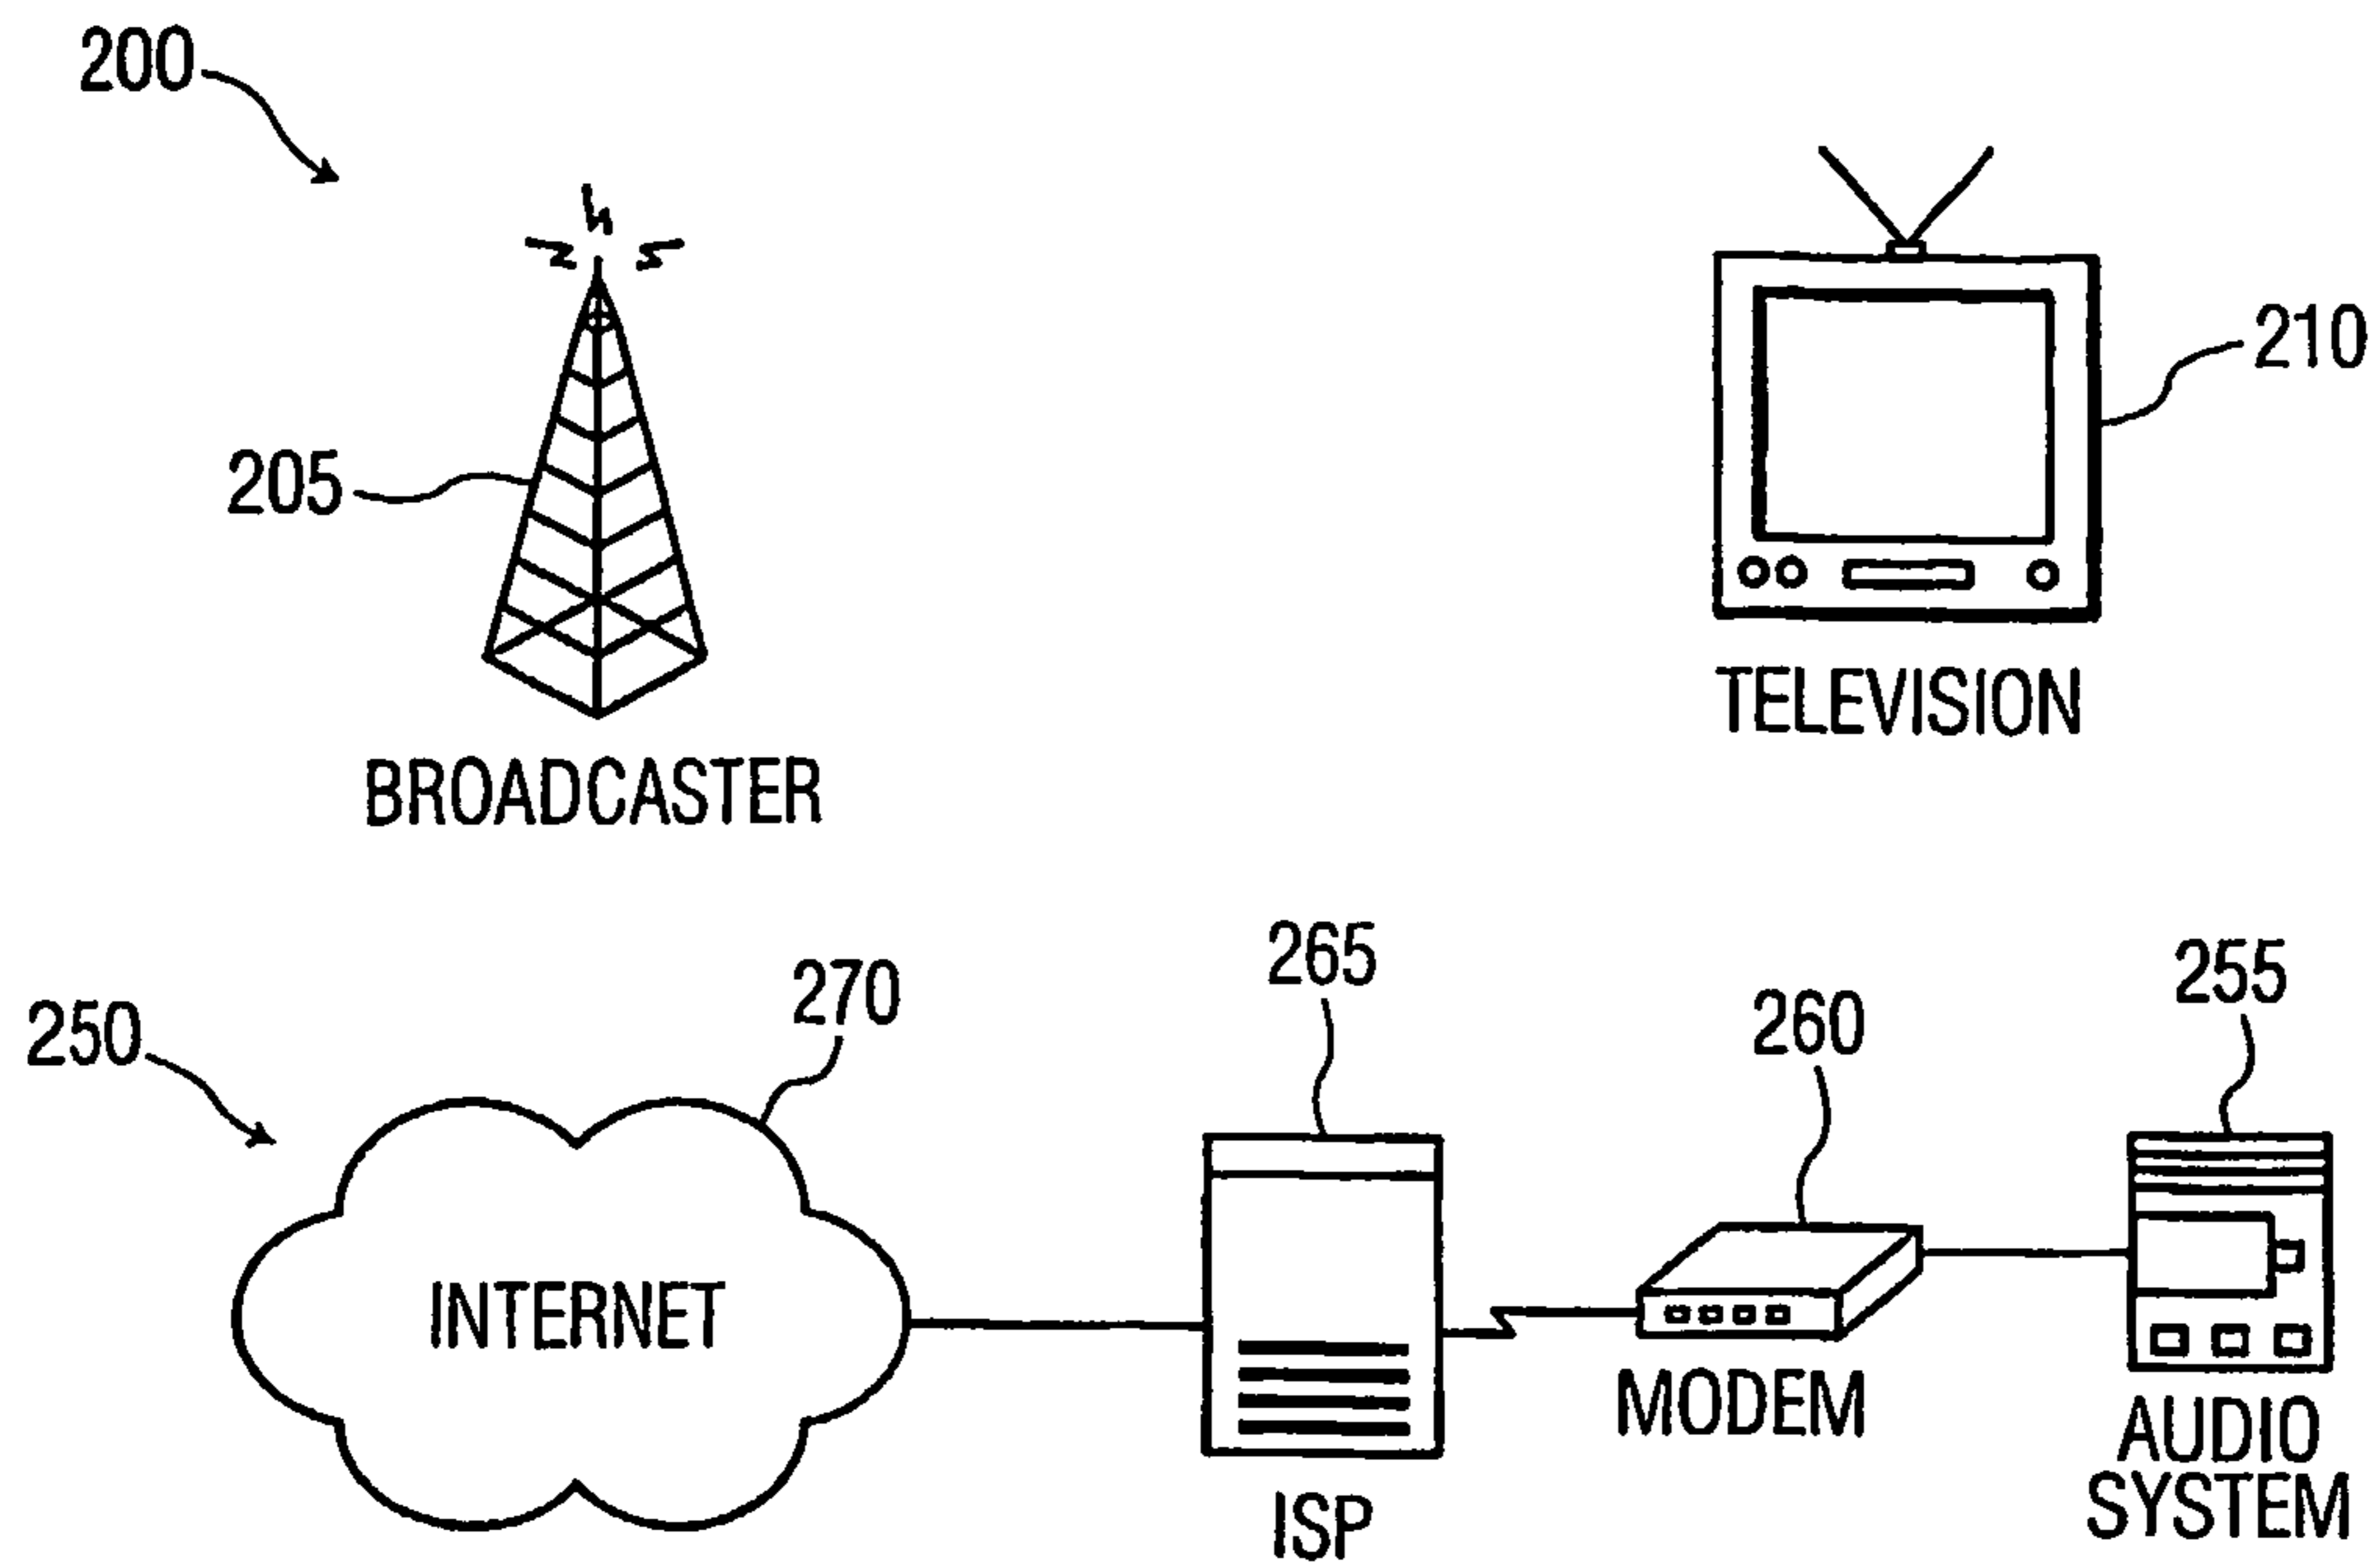 200
210
205
TELEVISION
BROADCASTER
265
255
270
260
250
INTERNET
MODEM
AUDIO
SYSTEM
ISP